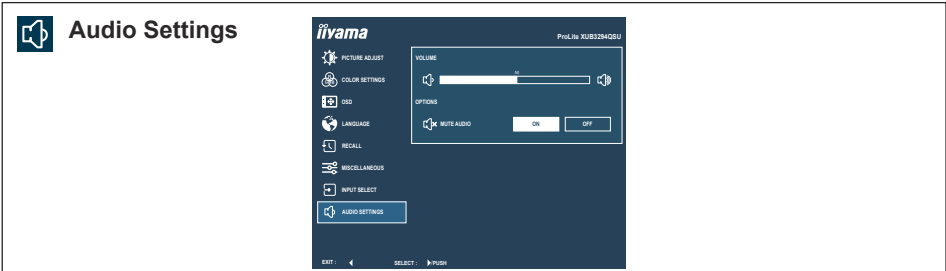 Audio Settings
iiyama
ProLite XUB3294QSU
PICTURE ADJUST
COLOR SETTINGS
OSD
LANGUAGE
RECALL
MISCELLANEOUS
INPUT SELECT
AUDIO SETTINGS
VOLUME
50
OPTIONS
MUTE AUDIO ON OFF
EXIT : SELECT : /PUSH